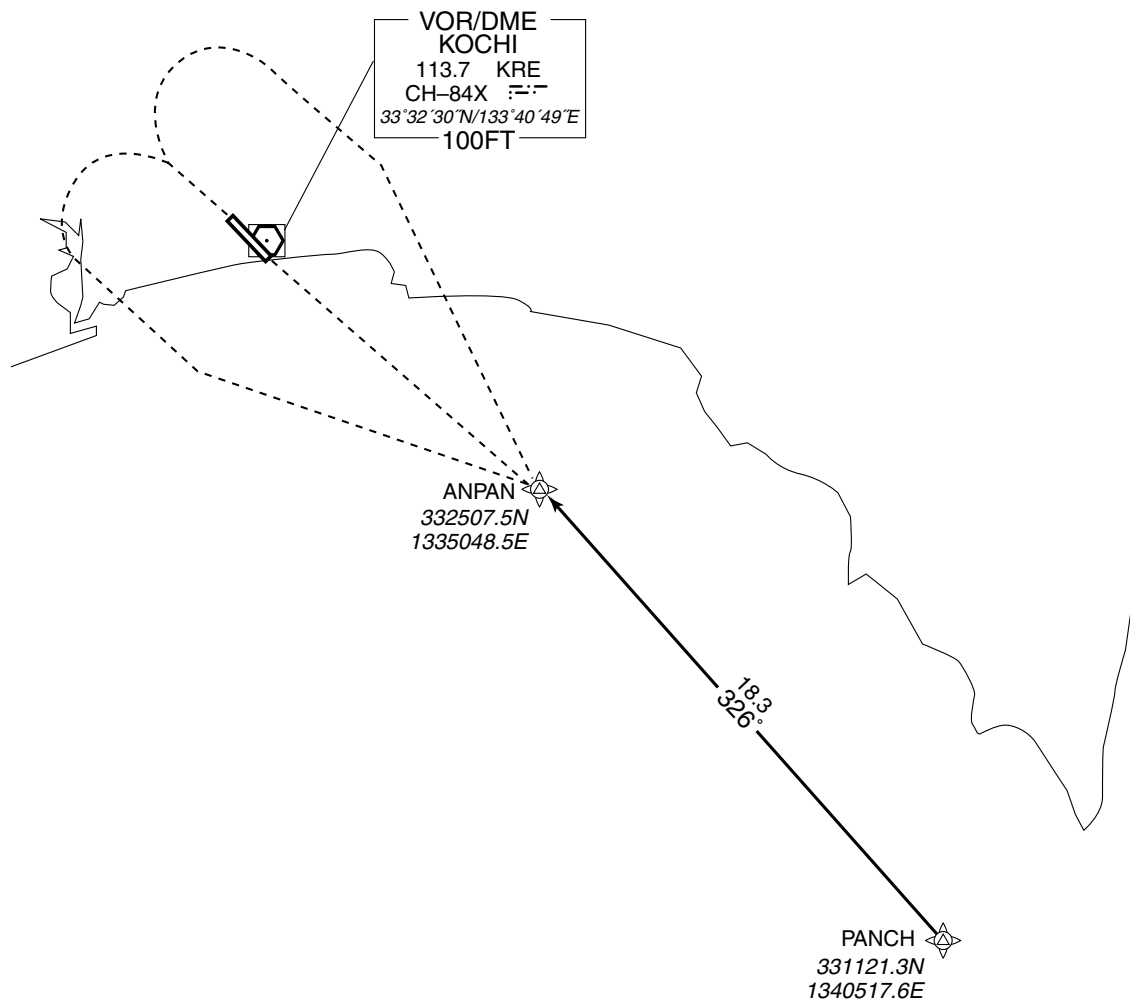 VOR/DME
KOCHI
113.7 KRE
CH–84X
33°32´30˝N/133°40´49˝E
100FT
ANPAN
332507.5N
1335048.5E
18.3
326°
PANCH
331121.3N
1340517.6E